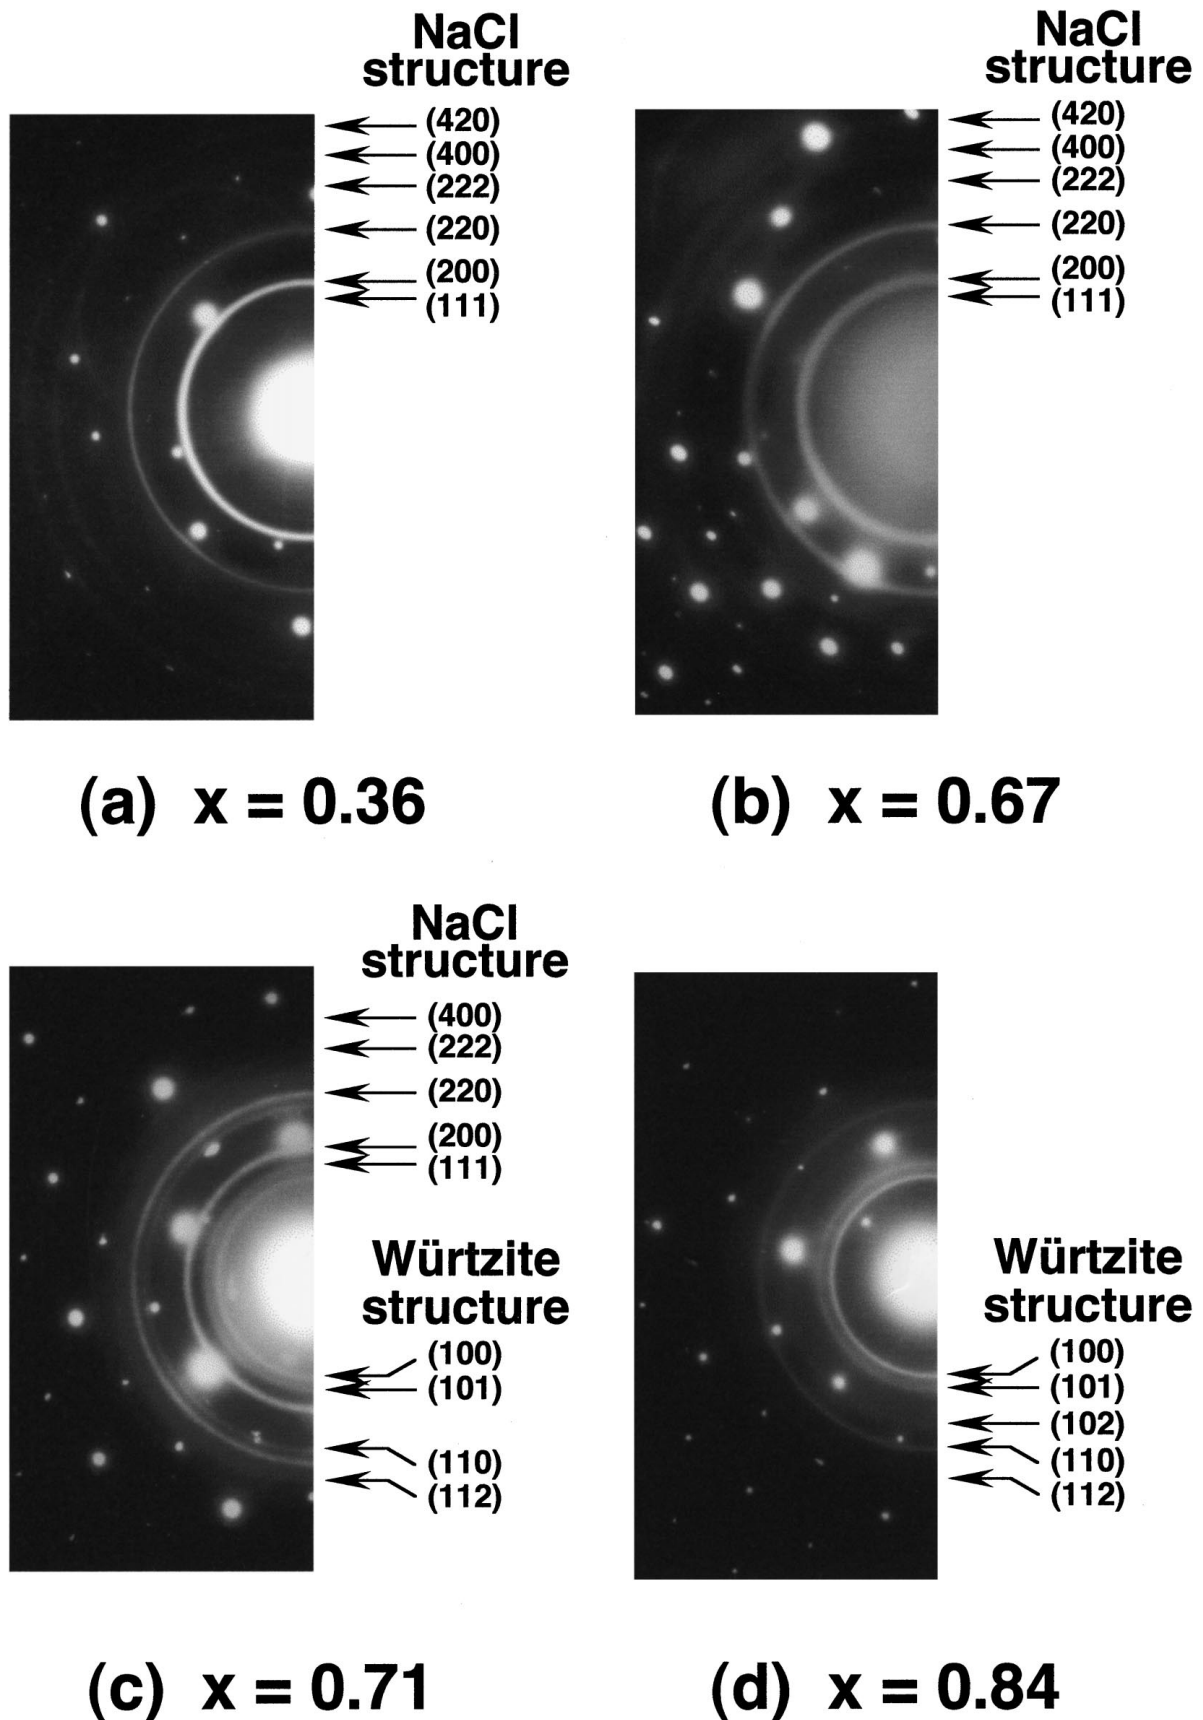 NaCl
structure
(420)
(400)
(222)
(220)
(200)
(111)
(a) x = 0.36
NaCl
structure
(420)
(400)
(222)
(220)
(200)
(111)
(b) x = 0.67
NaCl
structure
(400)
(222)
(220)
(200)
(111)
Würtzite
structure
(100)
(101)
(110)
(112)
(c) x = 0.71
Würtzite
structure
(100)
(101)
(102)
(110)
(112)
(d) x = 0.84